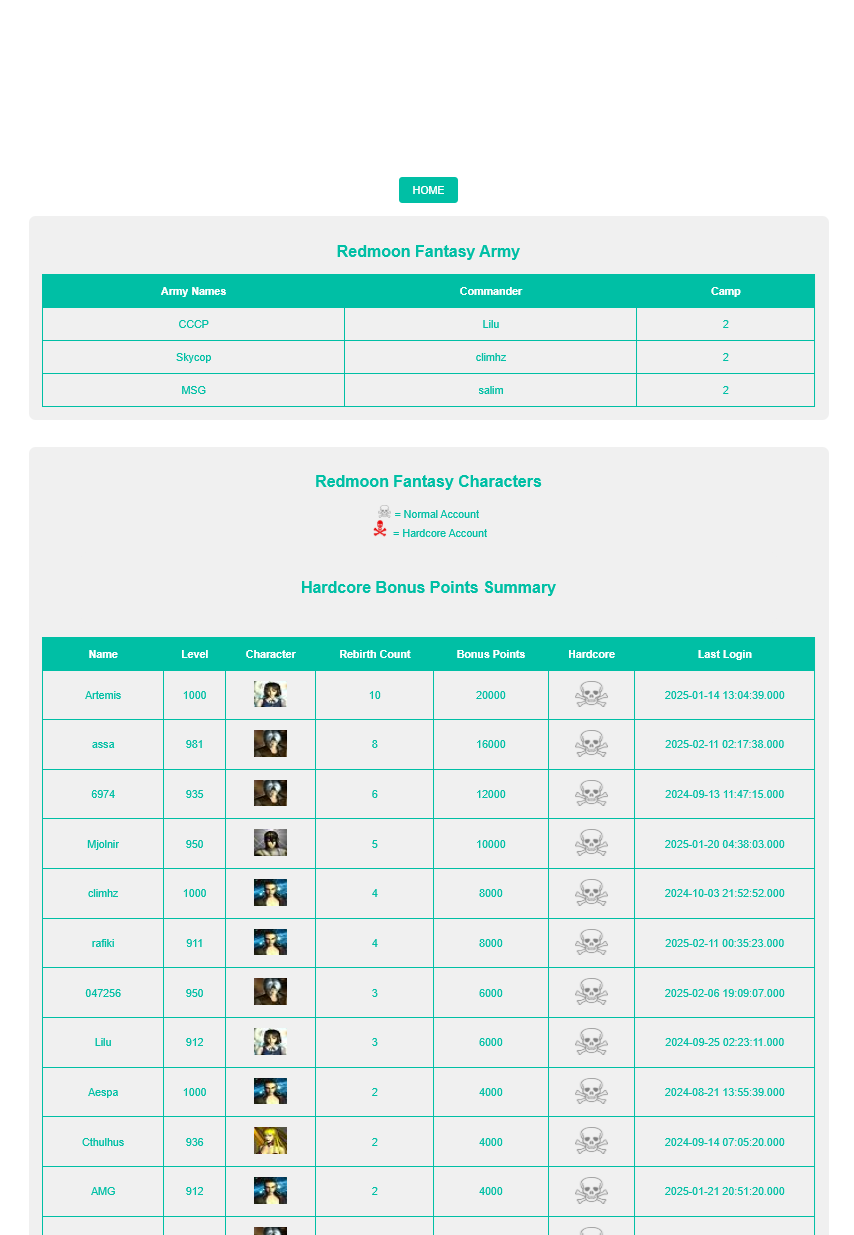 HOME
Redmoon Fantasy Army
Army Names Commander Camp
CCCP Lilu 2
Skycop climhz 2
MSG salim 2
Redmoon Fantasy Characters
= Normal Account
= Hardcore Account
Hardcore Bonus Points Summary
Name Level Character Rebirth Count Bonus Points Hardcore Last Login
Artemis 1000 10 20000 2025-01-14 13:04:39.000
assa 981 8 16000 2025-02-11 02:17:38.000
6974 935 6 12000 2024-09-13 11:47:15.000
Mjolnir 950 5 10000 2025-01-20 04:38:03.000
climhz 1000 4 8000 2024-10-03 21:52:52.000
rafiki 911 4 8000 2025-02-11 00:35:23.000
047256 950 3 6000 2025-02-06 19:09:07.000
Lilu 912 3 6000 2024-09-25 02:23:11.000
Aespa 1000 2 4000 2024-08-21 13:55:39.000
Cthulhus 936 2 4000 2024-09-14 07:05:20.000
AMG 912 2 4000 2025-01-21 20:51:20.000